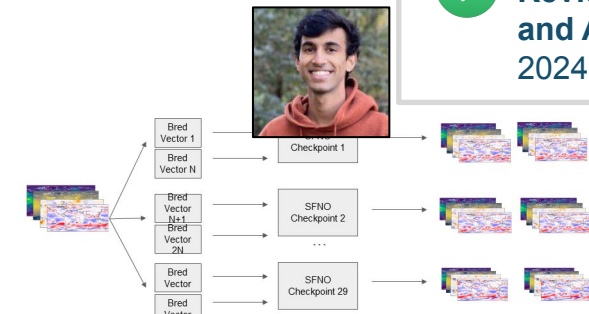 and A
2024
Bred
Vector 1
Bred
Vector N
Checkpoint 1
Bred
Vector
N+1
Bred
Vector
2N
SFNO
Checkpoint 2
...
Bred
Vector
Bred
SFNO
Checkpoint 29